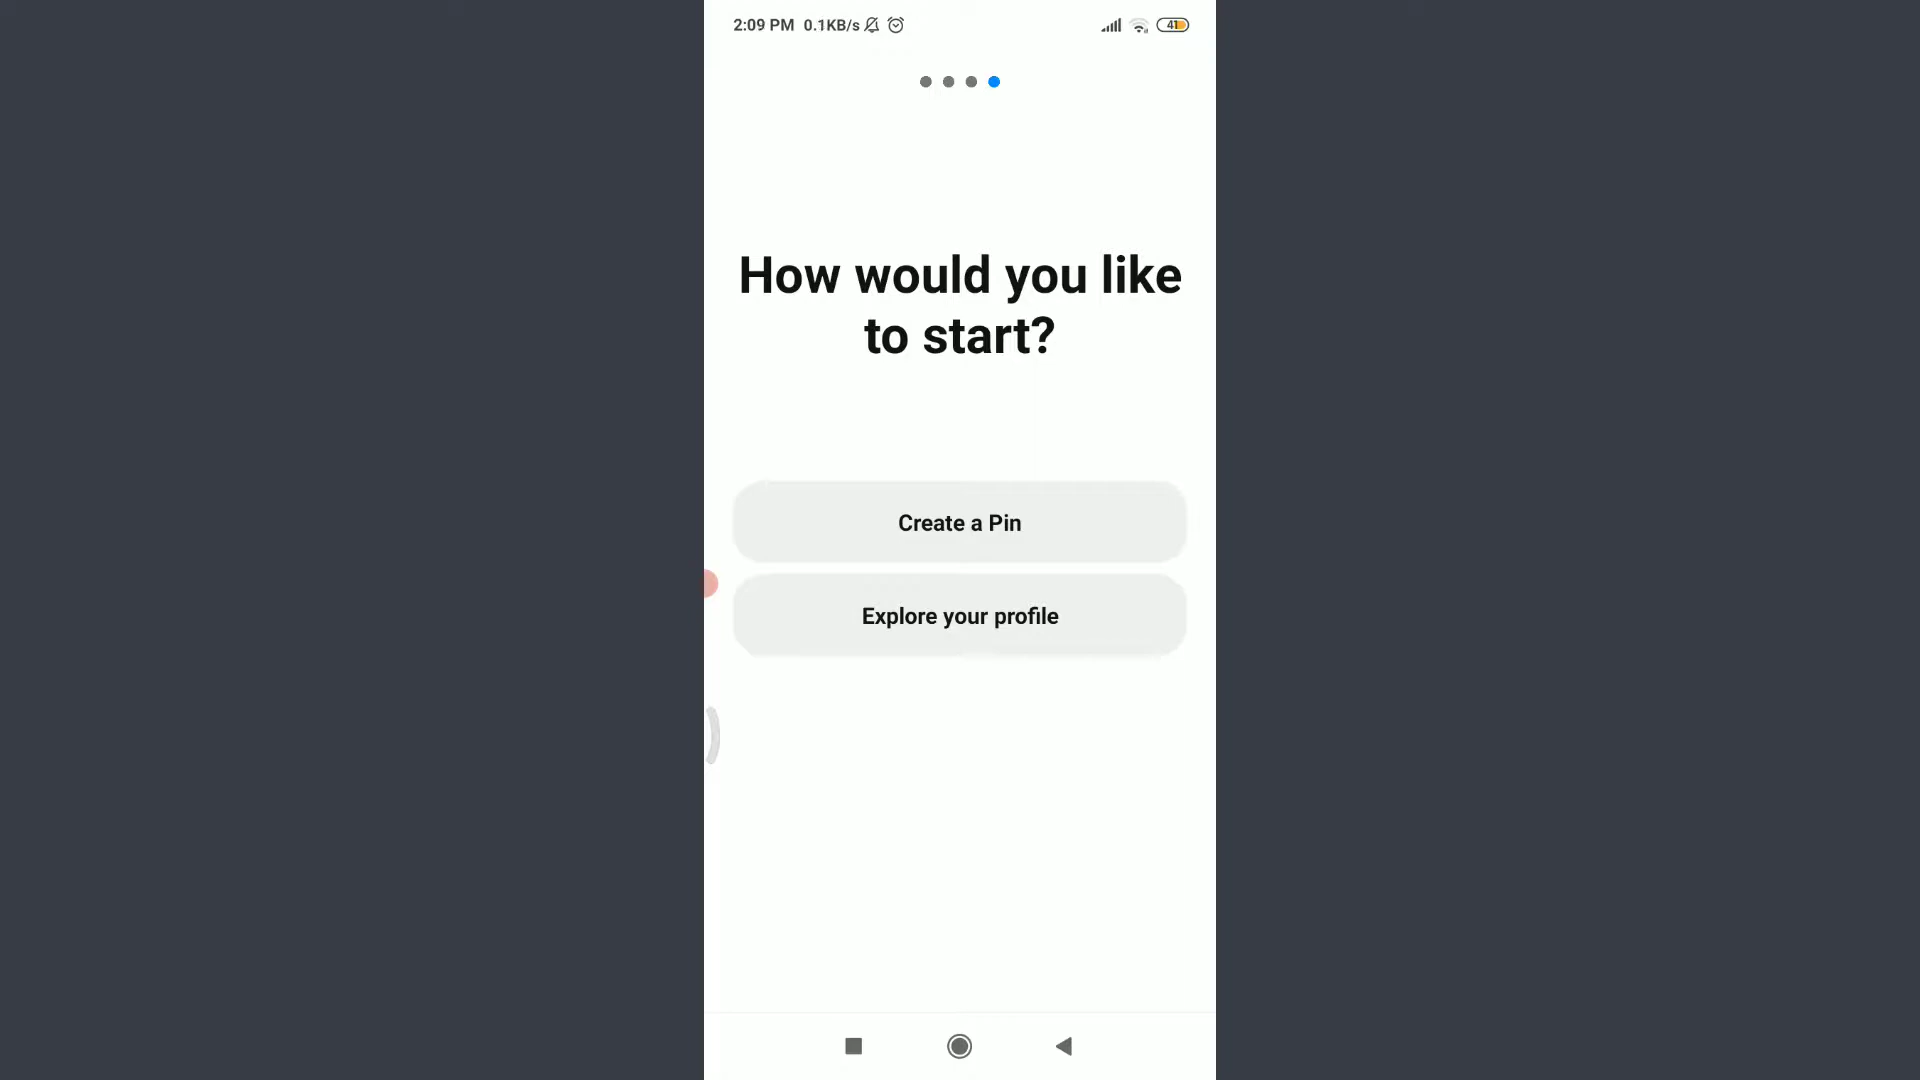 2:09 PM 0.1KB/s 41
How would you like
to start?
Create a Pin
Explore your profile